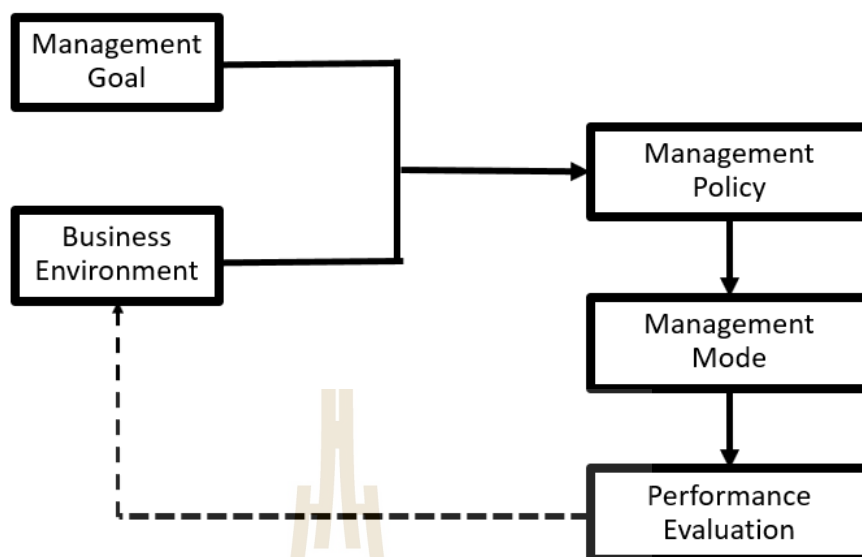 Management
Goal
Business
Environment
Management
Policy
Management
Mode
Performance
Evaluation